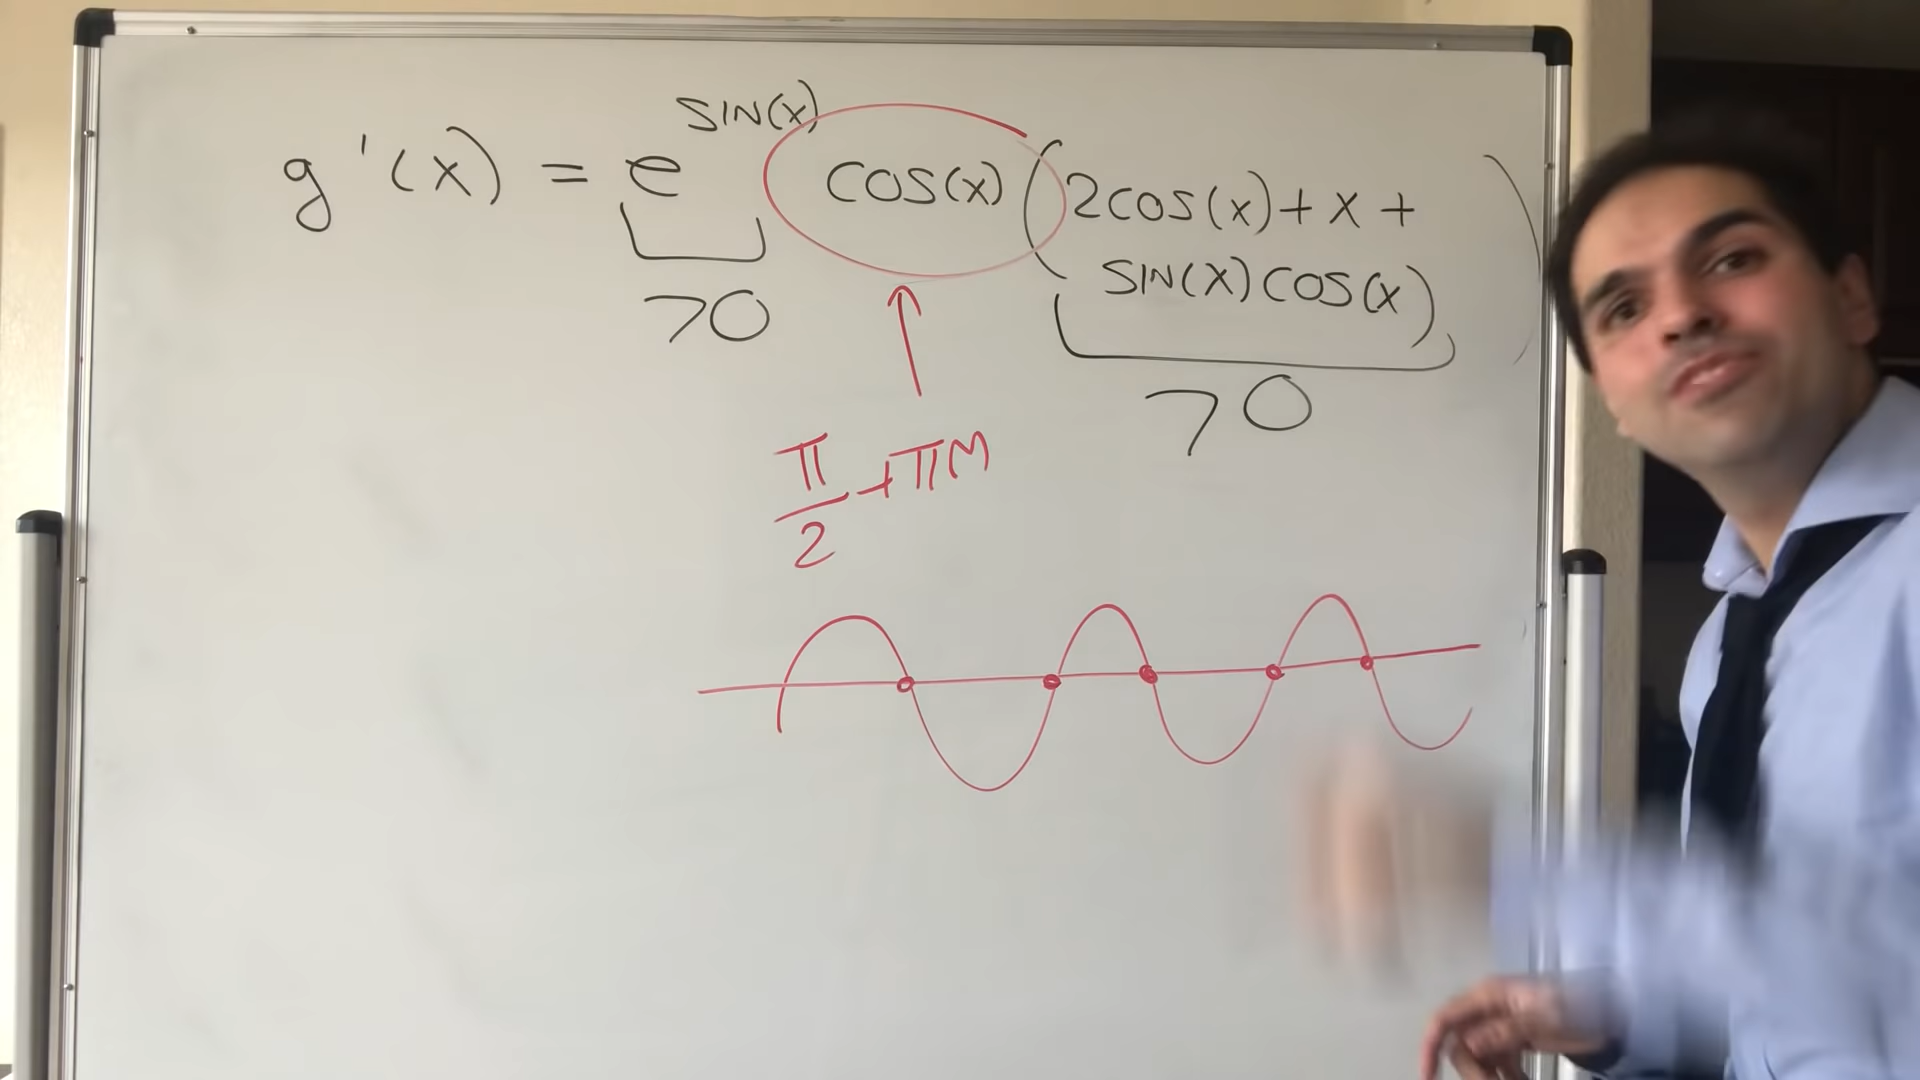 g'(x) = e^SIN(x) COS(x) (2COS(x) + x +
SIN(x) COS(x))
>0
>0
π/2 + πM